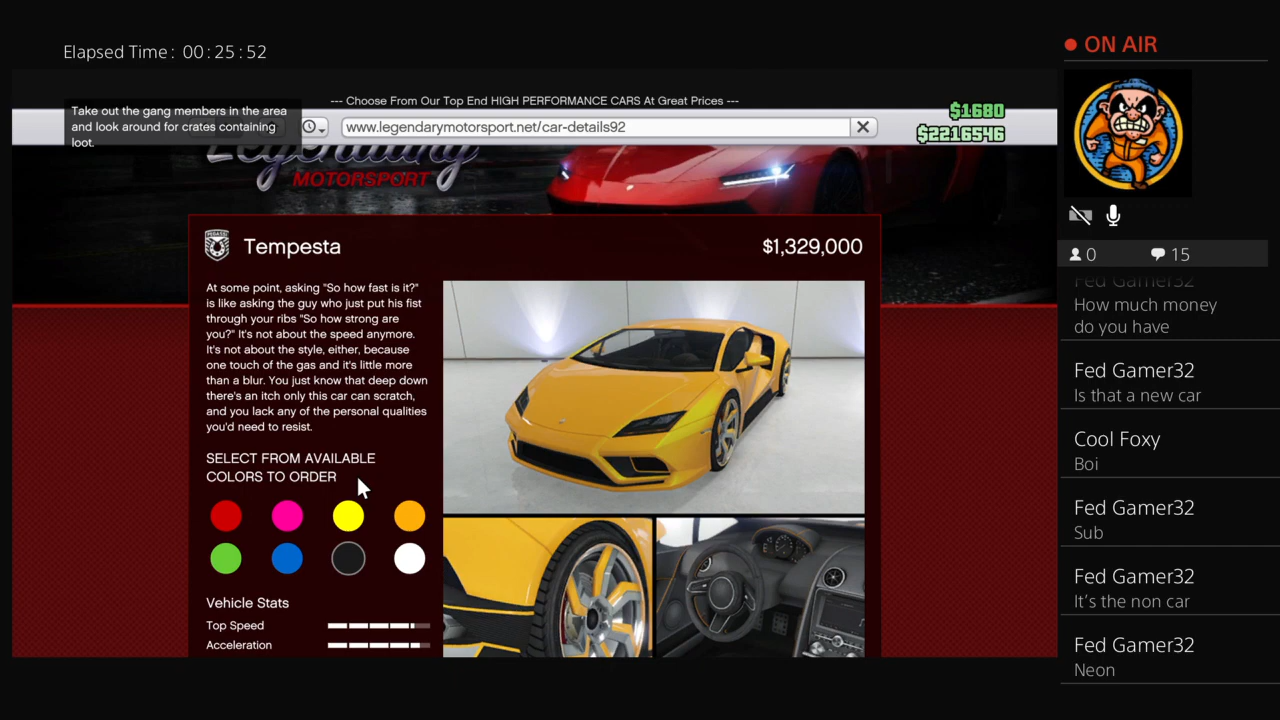 Elapsed Time: 00:25:52
ON AIR
Take out the gang members in the area
and look around for crates containing
loot.
--- Choose From Our Top End HIGH PERFORMANCE CARS At Great Prices ---
www.legendarymotorsport.net/car-details92
$1680
$2216546
Legendary
MOTORSPORT
PEGASSI
Tempesta
$1,329,000
At some point, asking "So how fast is it?"
is like asking the guy who just put his fist
through your ribs "So how strong are
you?" It's not about the speed anymore.
It's not about the style, either, because
one touch of the gas and it's little more
than a blur. You just know that deep down
there's an itch only this car can scratch,
and you lack any of the personal qualities
you'd need to resist.
SELECT FROM AVAILABLE
COLORS TO ORDER
Vehicle Stats
Top Speed
Acceleration
0
15
Fed Gamer32
How much money
do you have
Fed Gamer32
Is that a new car
Cool Foxy
Boi
Fed Gamer32
Sub
Fed Gamer32
It's the non car
Fed Gamer32
Neon